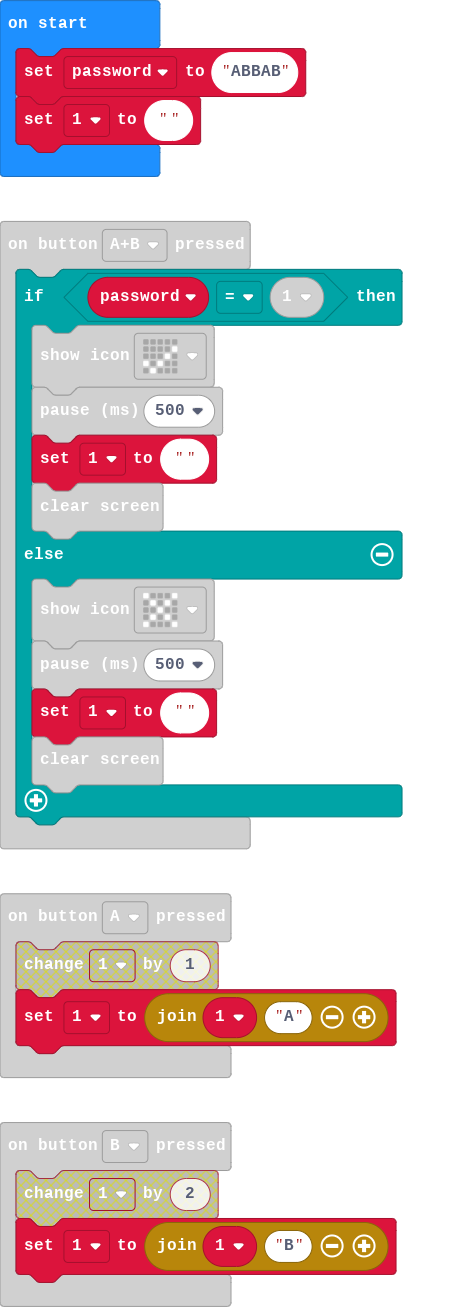 on start
set password to "ABBAB"
set 1 to " "
on button A+B pressed
if password = 1 then
show icon
pause (ms) 500
set 1 to " "
clear screen
else
show icon
pause (ms) 500
set 1 to " "
clear screen
on button A pressed
change 1 by 1
set 1 to join 1 "A"
on button B pressed
change 1 by 2
set 1 to join 1 "B"